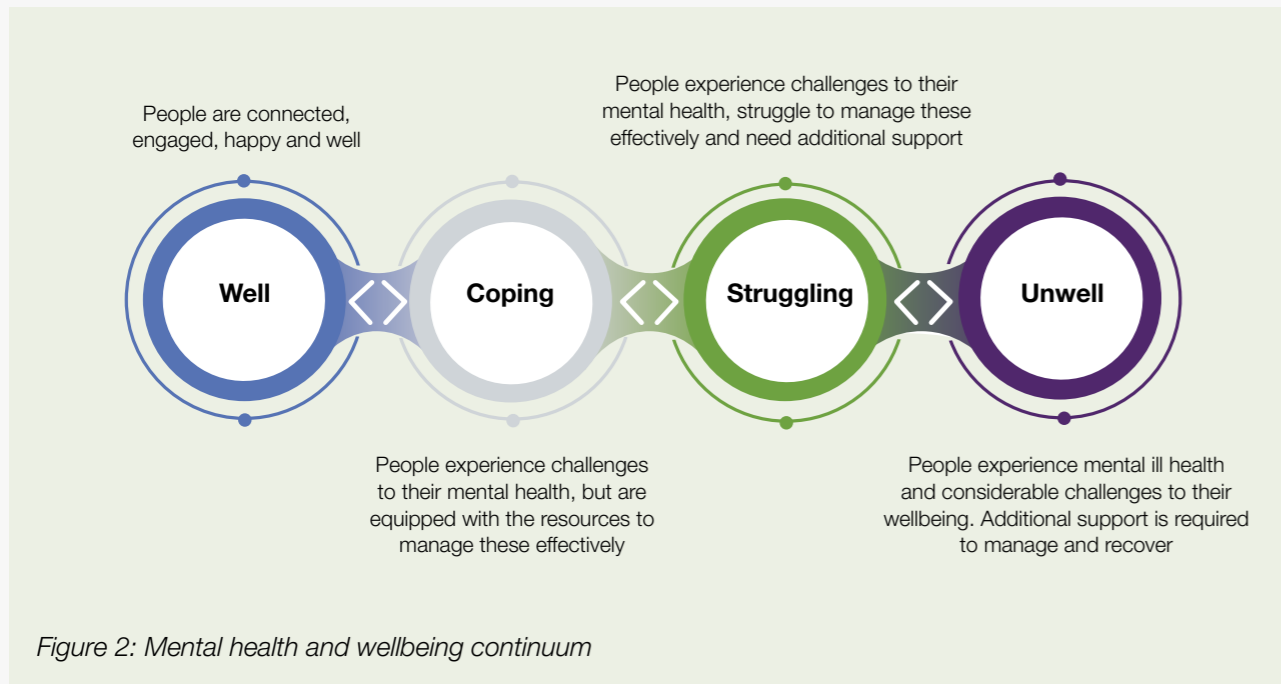 People are connected,
engaged, happy and well
People experience challenges to their
mental health, struggle to manage these
effectively and need additional support
Well
Coping
Struggling
Unwell
People experience challenges
to their mental health, but are
equipped with the resources to
manage these effectively
People experience mental ill health
and considerable challenges to their
wellbeing. Additional support is required
to manage and recover
Figure 2: Mental health and wellbeing continuum